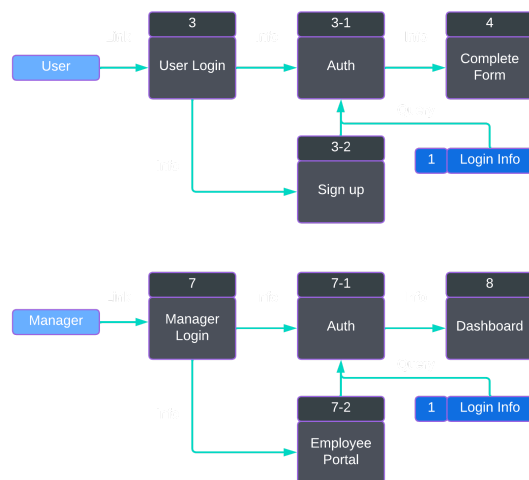 3
3-1
4
User
User Login
Auth
Complete
Form
3-2
Sign up
1
Login Info
7
7-1
8
Manager
Manager
Login
Auth
Dashboard
7-2
Employee
Portal
1
Login Info